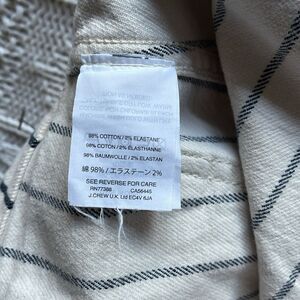 98% COTTON / 2% ELASTANE
98% COTON / 2% ELASTHANNE
98% BAUMWOLLE / 2% ELASTAN
綿 98% / エラステーン 2%
SEE REVERSE FOR CARE
RN77388 CA56445
J.CREW U.K. Ltd EC4V 6JA